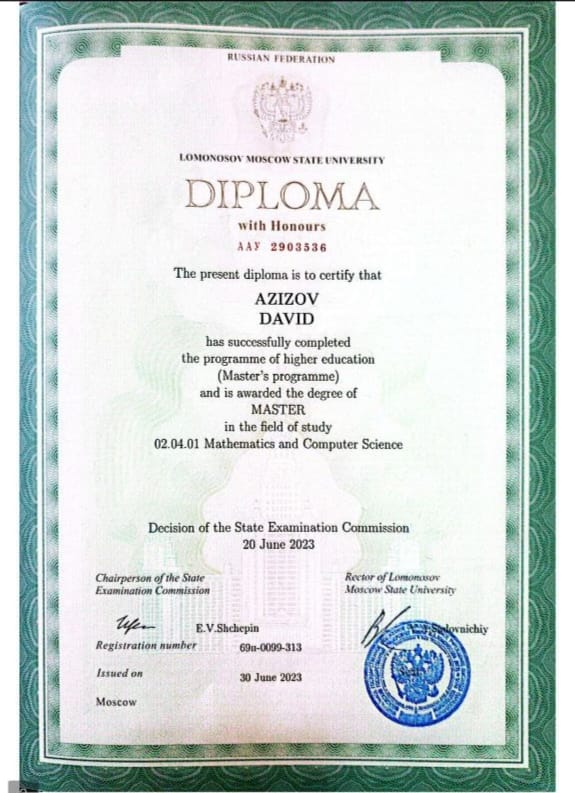 RUSSIAN FEDERATION
LOMONOSOV MOSCOW STATE UNIVERSITY
DIPLOMA
with Honours
ААУ 2903536
The present diploma is to certify that
AZIZOV
DAVID
has successfully completed
the programme of higher education
(Master's programme)
and is awarded the degree of
MASTER
in the field of study
02.04.01 Mathematics and Computer Science
Decision of the State Examination Commission
20 June 2023
Chairperson of the State
Examination Commission
Rector of Lomonosov
Moscow State University
E.V.Shchepin
Registration number 69п-0099-313
Issued on 30 June 2023
Moscow